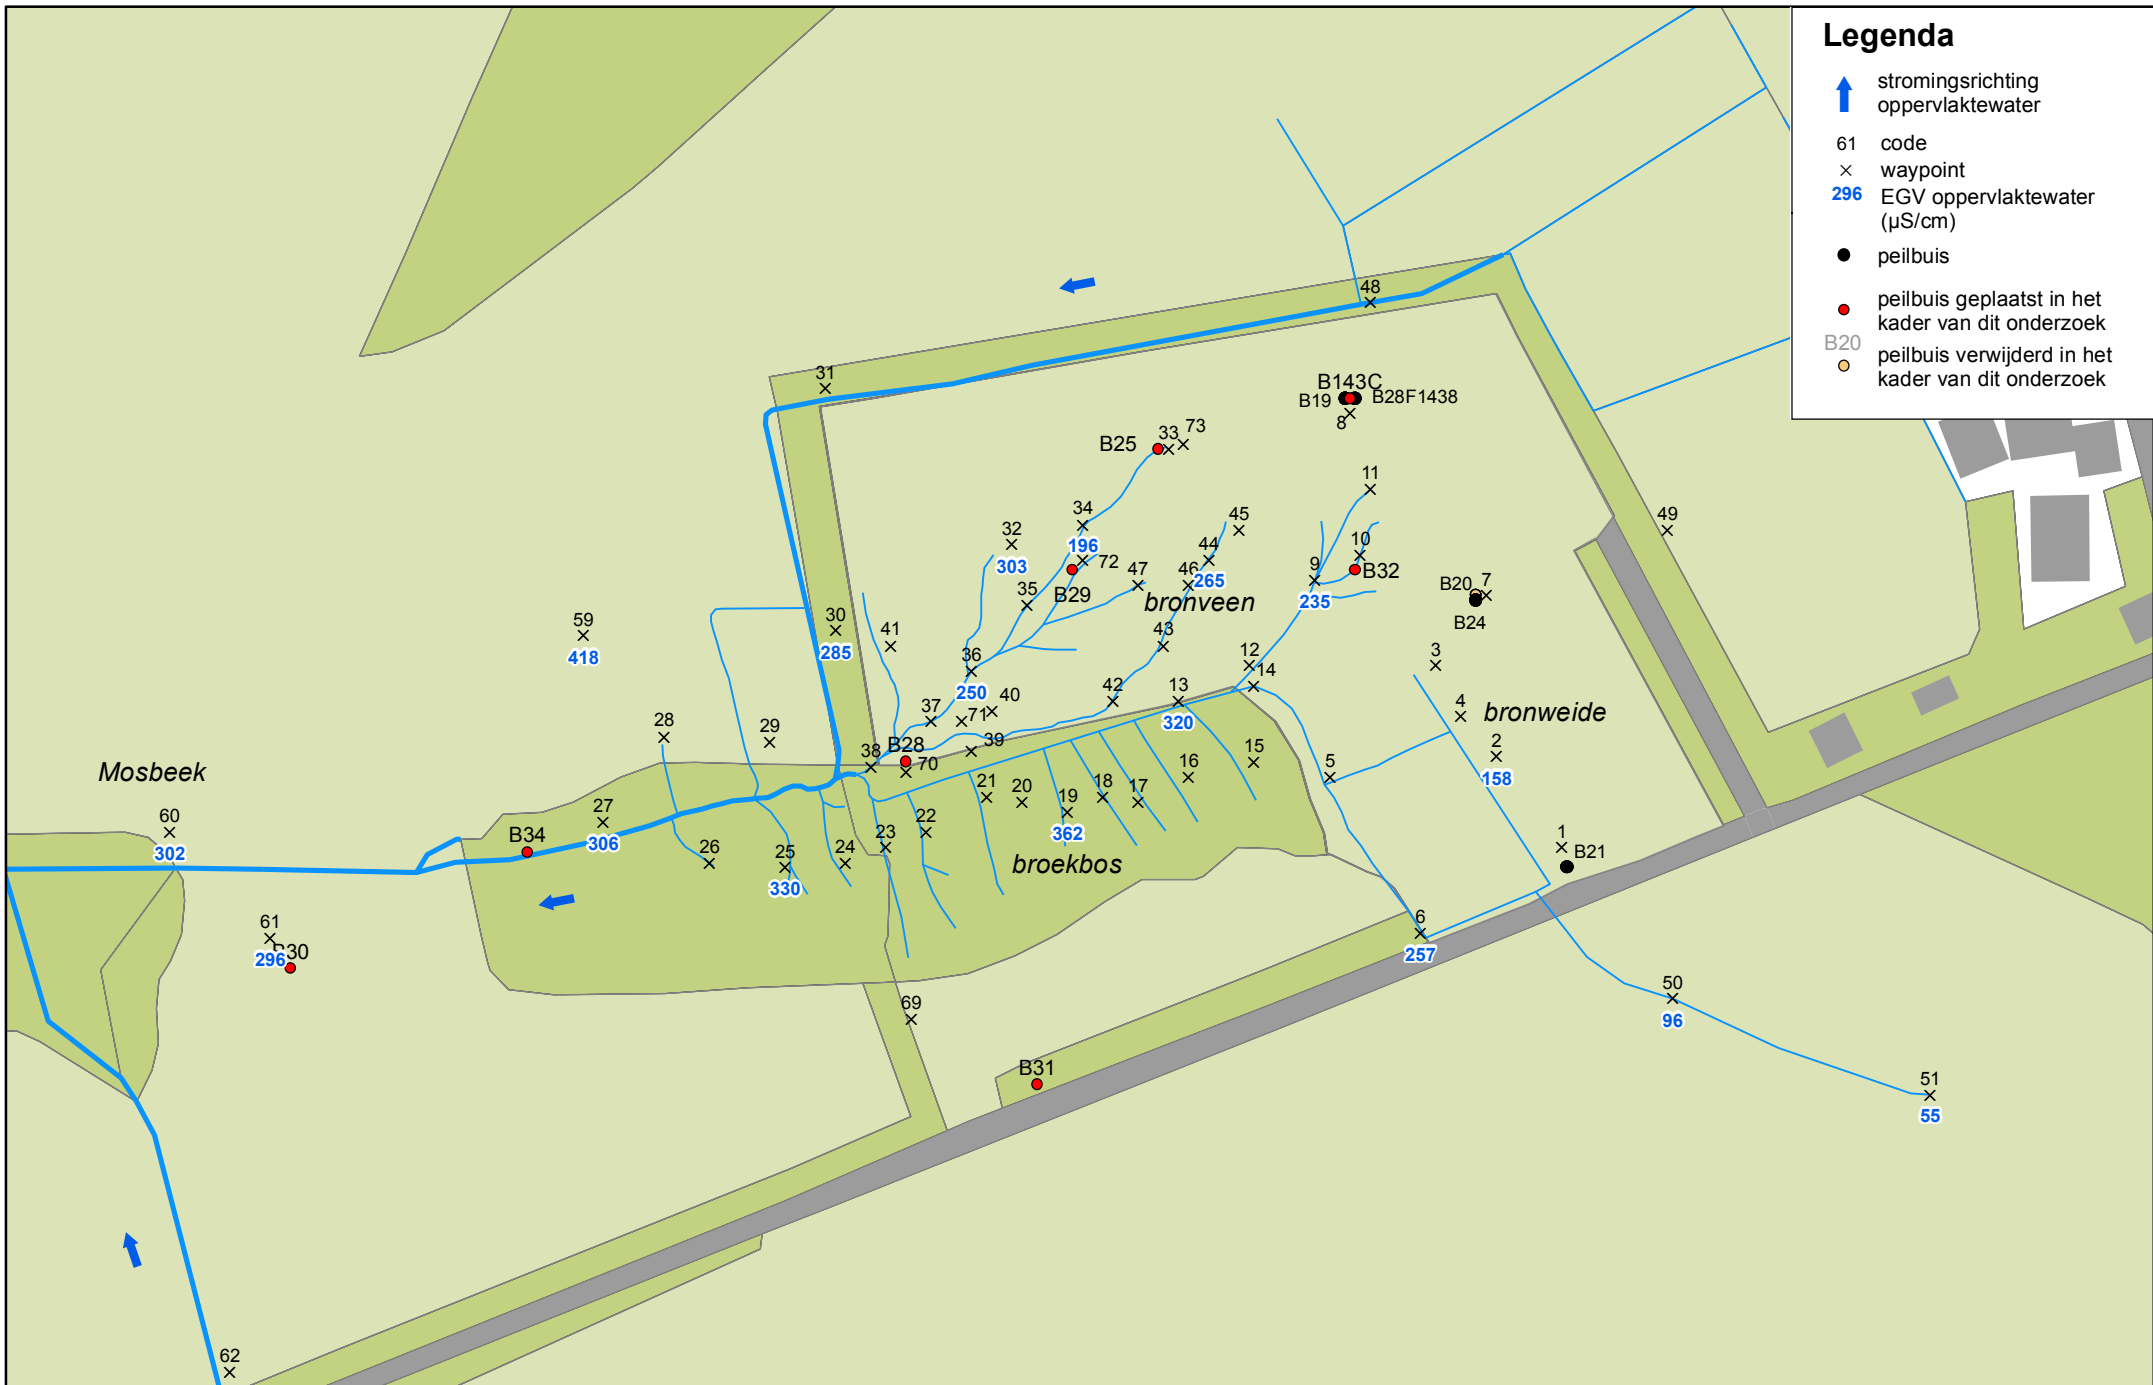 Legenda
stromingsrichting
oppervlaktewater
61 code
waypoint
296 EGV oppervlaktewater
(µS/cm)
peilbuis
peilbuis geplaatst in het
kader van dit onderzoek
B20
peilbuis verwijderd in het
kader van dit onderzoek
48
31
B143C
B19
B28F1438
8
B25
33
73
11
34
45
49
32
196
44
10
303
72
47
46
265
9
B32
B20
7
35
B29
bronveen
235
B24
59
30
41
43
418
285
36
12
3
14
250
40
42
13
4
bronweide
28
29
37
71
320
2
Mosbeek
38
B28
39
15
5
158
70
16
60
27
21
20
18
17
302
B34
19
306
22
362
1
23
B21
26
25
24
broekbos
330
61
6
296
B30
257
50
69
96
B31
51
55
62